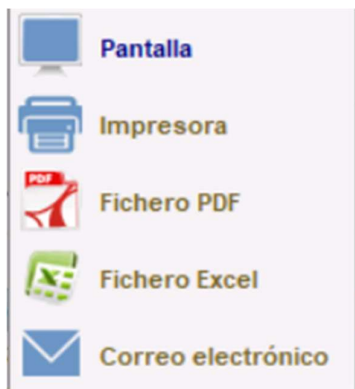 Pantalla
Impresora
PDF
Fichero PDF
Fichero Excel
Correo electrónico